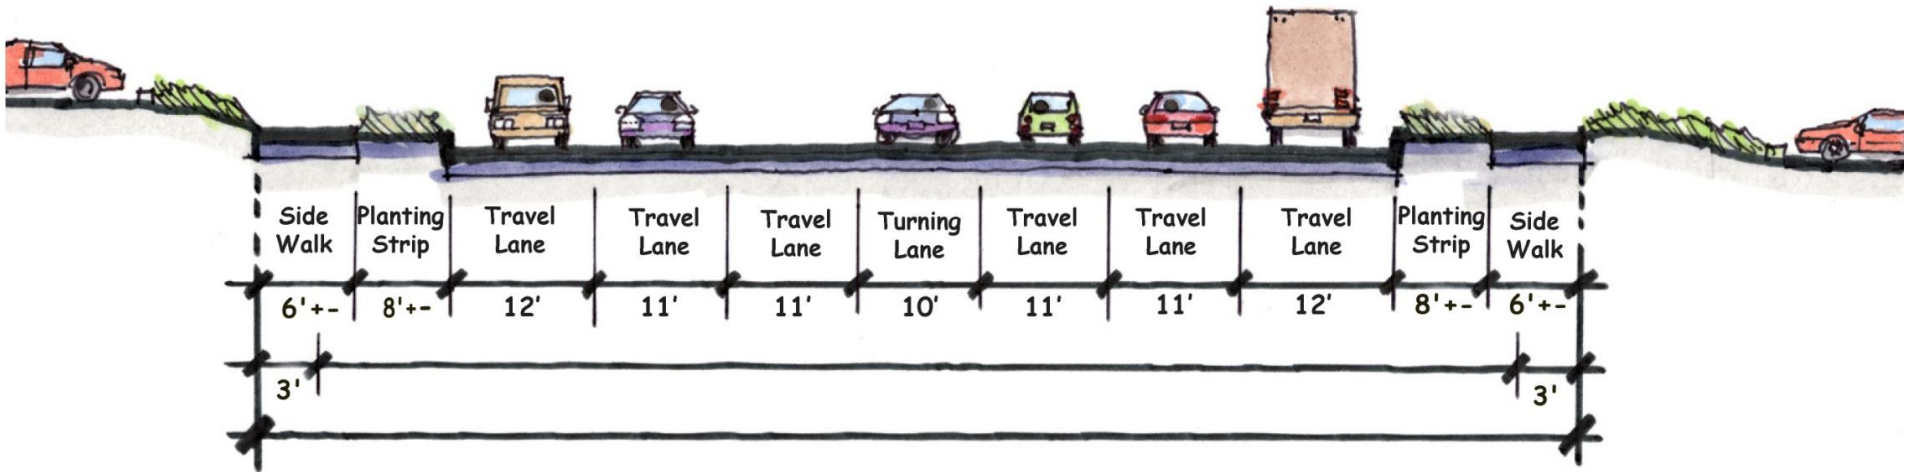 Side
Walk
Planting
Strip
Travel
Lane
Travel
Lane
Travel
Lane
Turning
Lane
Travel
Lane
Travel
Lane
Travel
Lane
Planting
Strip
Side
Walk
6'+- 8'+- 12' 11' 11' 10' 11' 11' 12' 8'+- 6'+-
3' 3'